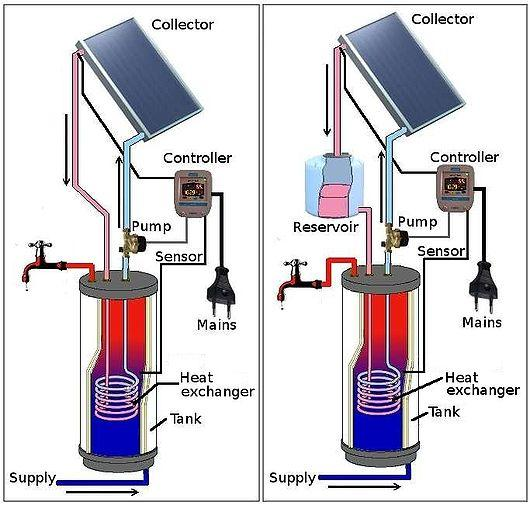 Collector
Controller
Pump
Sensor
Mains
Heat
exchanger
Tank
Supply
Collector
Controller
Reservoir
Pump
Sensor
Mains
Heat
exchanger
Tank
Supply